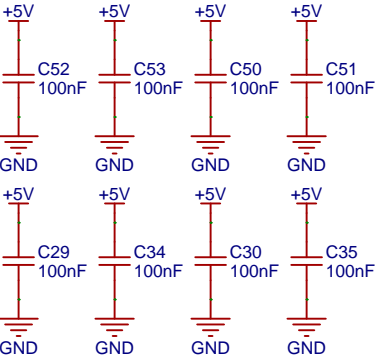 +5V +5V +5V +5V
C52 C53 C50 C51
100nF 100nF 100nF 100nF
GND GND GND GND
+5V +5V +5V +5V
C29 C34 C30 C35
100nF 100nF 100nF 100nF
GND GND GND GND